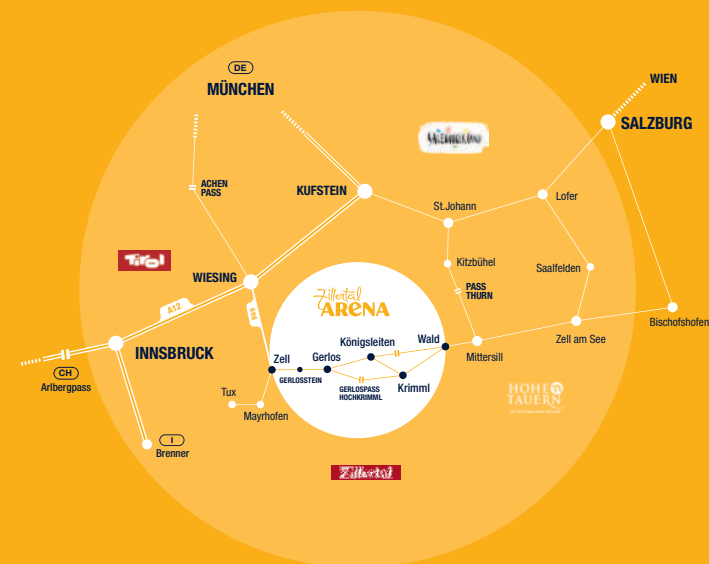 DE
MÜNCHEN
WIEN
SALZBURG
ACHEN
PASS
KUFSTEIN
St.Johann
Lofer
Tirol
WIESING
Kitzbühel
Saalfelden
PASS
THURN
Zillertal
ARENA
A12
B169
Bischofshofen
INNSBRUCK
Königsleiten
Wald
Zell am See
Mittersill
Zell
Gerlos
CH
Arlbergpass
GERLOSSTEIN
GERLOSPASS
HOCHKRIMML
Krimml
Tux
Mayrhofen
HOHE
TAUERN
I
Brenner
Zillertal